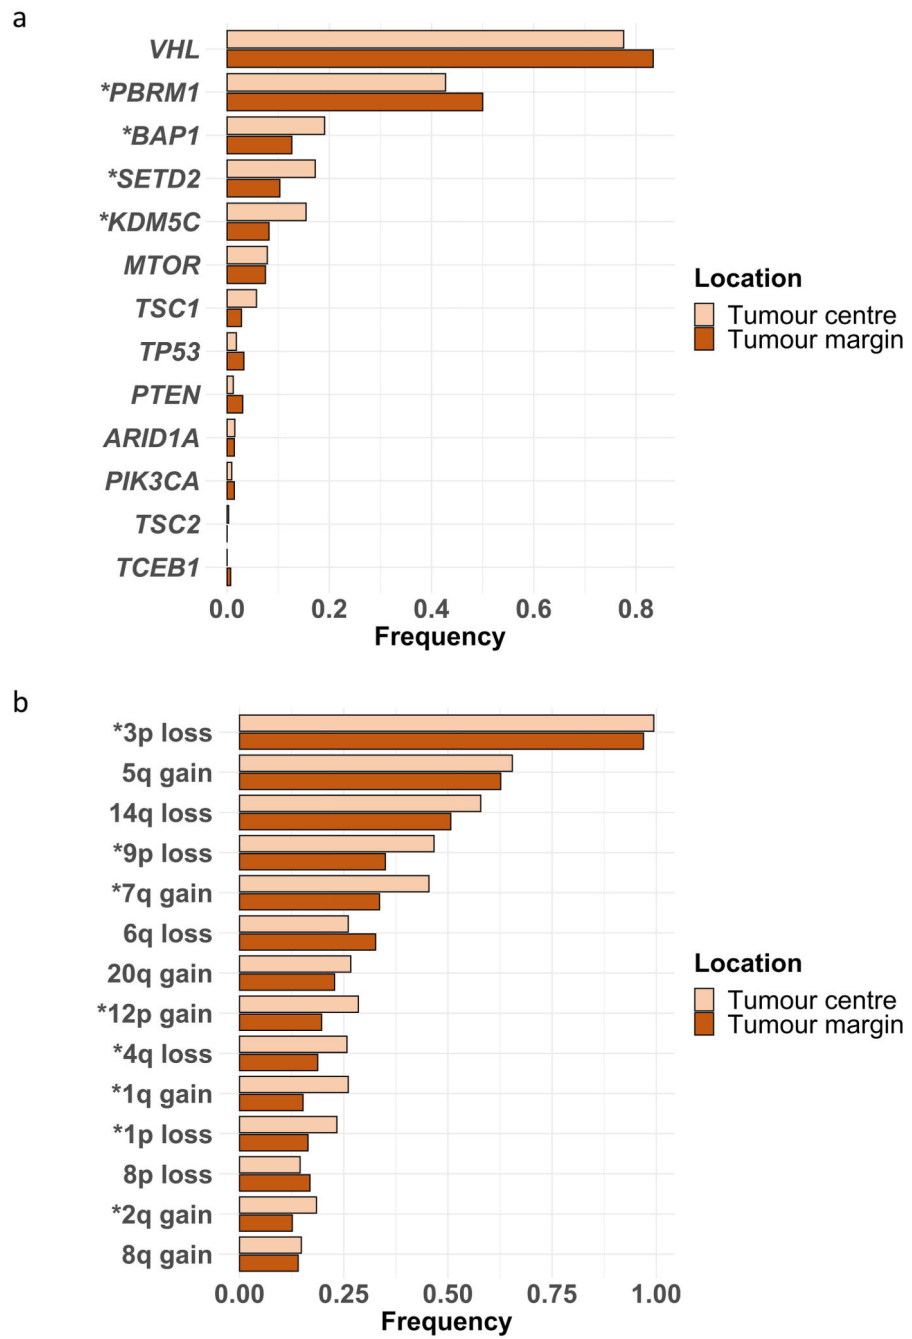 a
VHL
*PBRM1
*BAP1
*SETD2
*KDM5C
MTOR
TSC1
TP53
PTEN
ARID1A
PIK3CA
TSC2
TCEB1
0.0 0.2 0.4 0.6 0.8
Frequency
Location
Tumour centre
Tumour margin
b
*3p loss
5q gain
14q loss
*9p loss
*7q gain
6q loss
20q gain
*12p gain
*4q loss
*1q gain
*1p loss
8p loss
*2q gain
8q gain
0.00 0.25 0.50 0.75 1.00
Frequency
Location
Tumour centre
Tumour margin